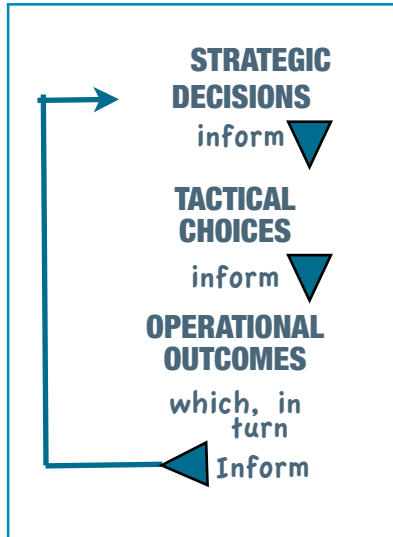 STRATEGIC
DECISIONS
inform
TACTICAL
CHOICES
inform
OPERATIONAL
OUTCOMES
which, in
turn
Inform